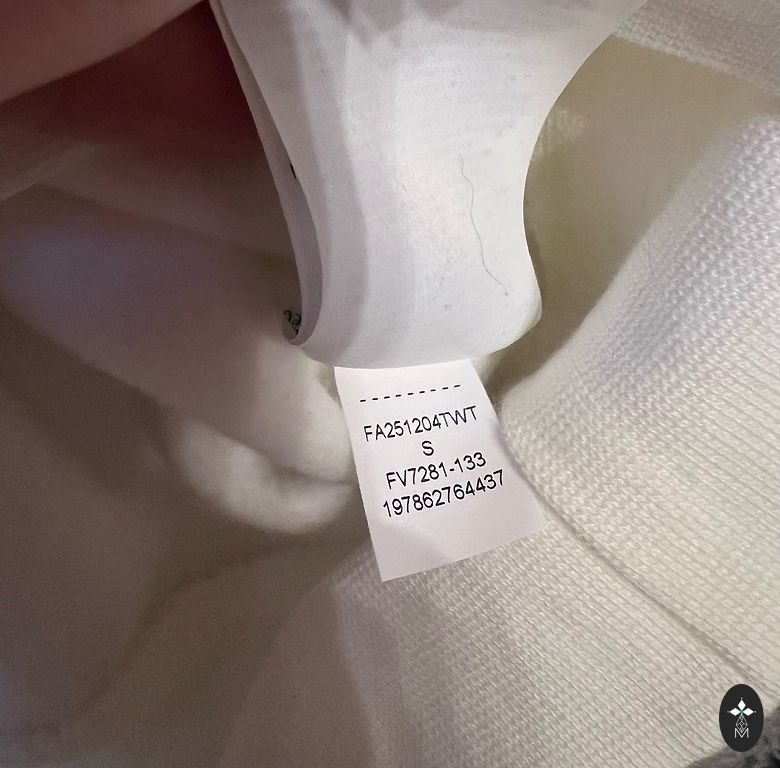 ---------
FA251204TWT
S
FV7281-133
197862764437
M